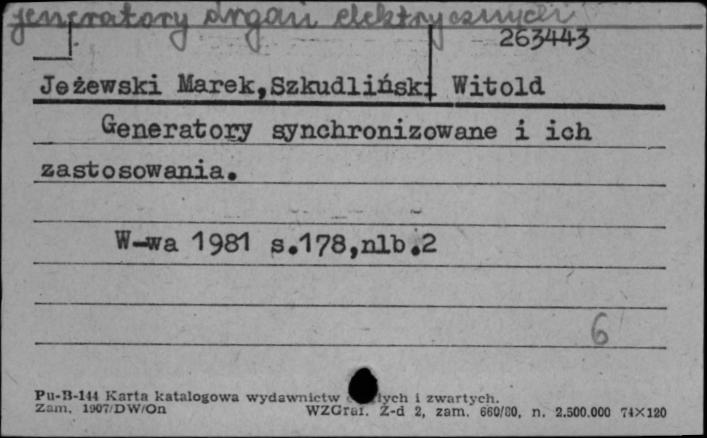 generatory drgań elektrycznych
263443
Jeżewski Marek,Szkudliński Witold
Generatory synchronizowane i ich
zastosowania.
W-wa 1981 s.178,nlb.2
6
Pu-B-144 Karta katalogowa wydawnictw i zwartych.
Zam. 1907/DW/On WZGraf. Z-d 2, zam. 660/80, n. 2.500.000 74×120